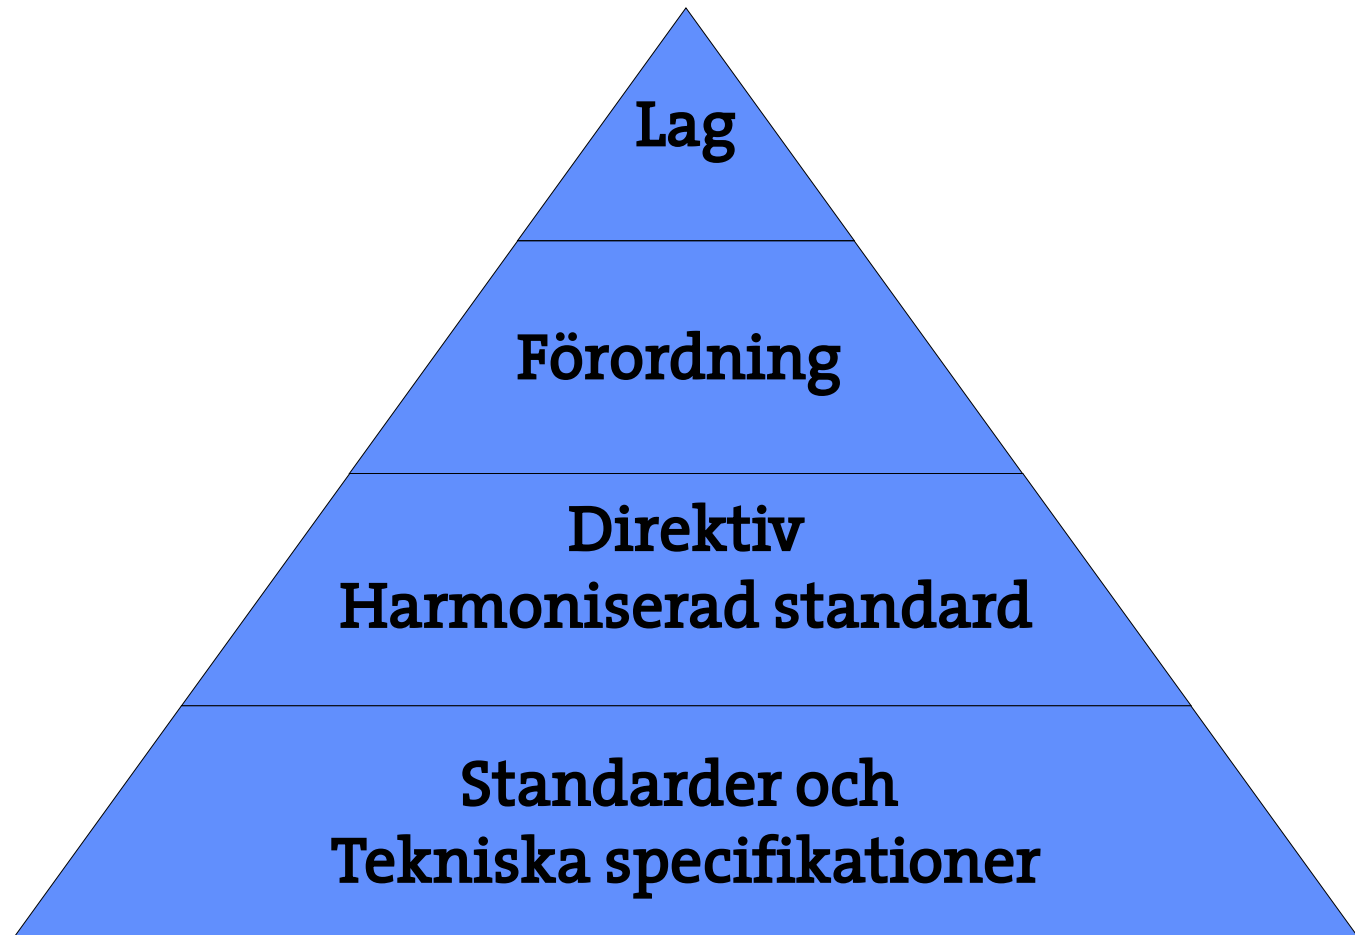 Lag
Förordning
Direktiv
Harmoniserad standard
Standarder och
Tekniska specifikationer